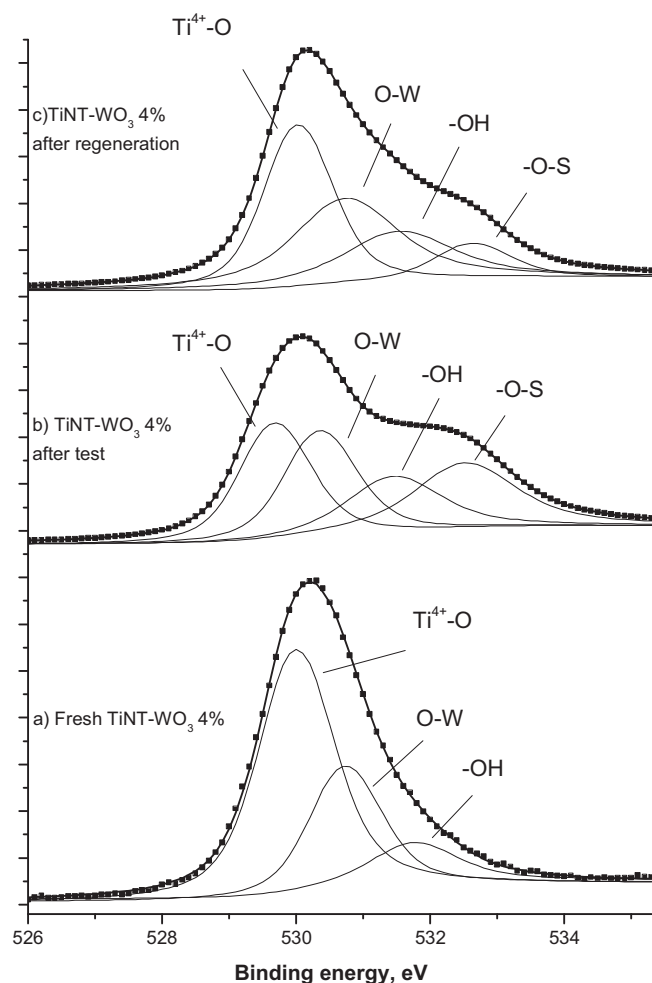 Ti⁴⁺-O
O-W
c)TiNT-WO₃ 4%
after regeneration
-OH
-O-S
Ti⁴⁺-O
O-W
-OH
-O-S
b) TiNT-WO₃ 4%
after test
Ti⁴⁺-O
a) Fresh TiNT-WO₃ 4%
O-W
-OH
526 528 530 532 534
Binding energy, eV